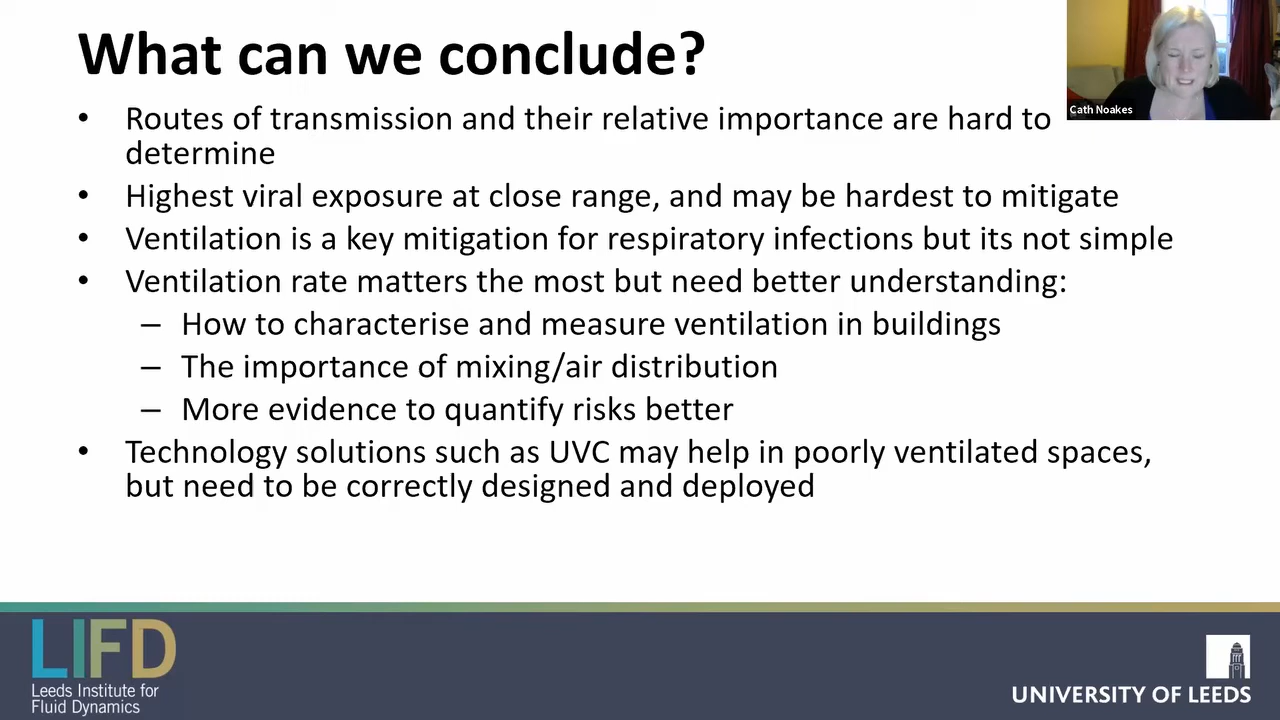 What can we conclude?
Cath Noakes
• Routes of transmission and their relative importance are hard to
determine
• Highest viral exposure at close range, and may be hardest to mitigate
• Ventilation is a key mitigation for respiratory infections but its not simple
• Ventilation rate matters the most but need better understanding:
– How to characterise and measure ventilation in buildings
– The importance of mixing/air distribution
– More evidence to quantify risks better
• Technology solutions such as UVC may help in poorly ventilated spaces,
but need to be correctly designed and deployed
LIFD
Leeds Institute for
Fluid Dynamics
UNIVERSITY OF LEEDS